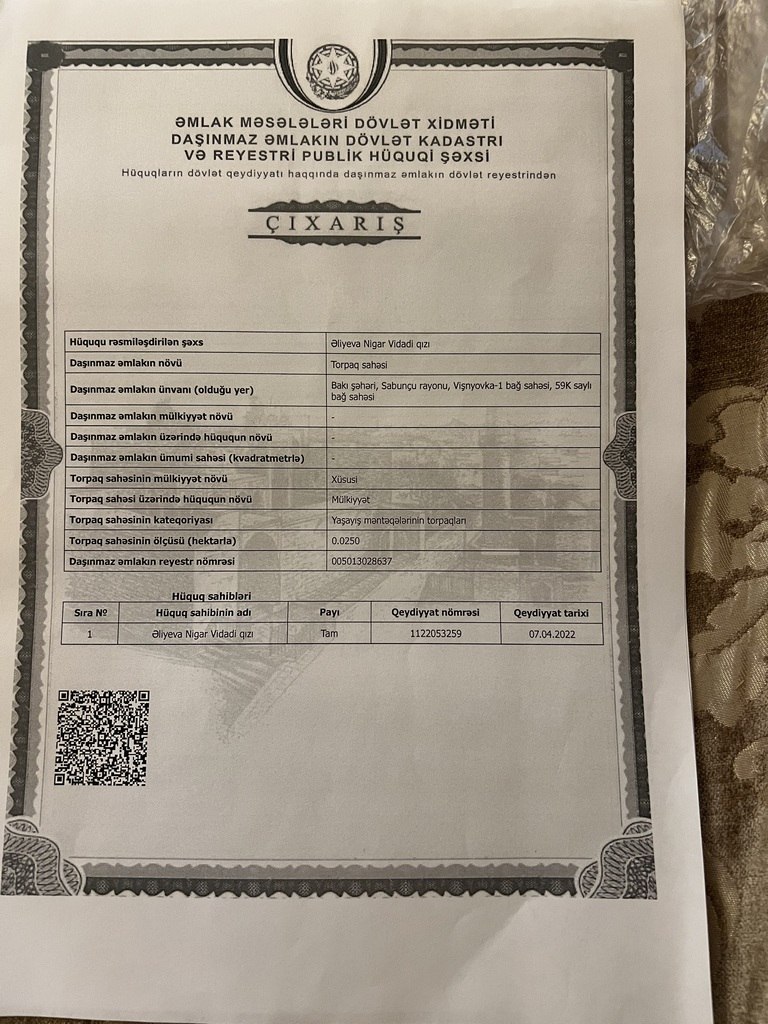 ƏMLAK MƏSƏLƏLƏRİ DÖVLƏT XİDMƏTİ
DAŞINMAZ ƏMLAKIN DÖVLƏT KADASTRI
VƏ REYESTRİ PUBLİK HÜQUQİ ŞƏXSİ
Hüquqların dövlət qeydiyyatı haqqında daşınmaz əmlakın dövlət reyestrindən
ÇIXARIŞ
Hüququ rəsmiləşdirilən şəxs Əliyeva Nigar Vidadi qızı
Daşınmaz əmlakın növü Torpaq sahəsi
Daşınmaz əmlakın ünvanı (olduğu yer) Bakı şəhəri, Sabunçu rayonu, Vişnyovka-1 bağ sahəsi, 59K saylı
bağ sahəsi
Daşınmaz əmlakın mülkiyyət növü -
Daşınmaz əmlakın üzərində hüququn növü -
Daşınmaz əmlakın ümumi sahəsi (kvadratmetrlə) -
Torpaq sahəsinin mülkiyyət növü Xüsusi
Torpaq sahəsi üzərində hüququn növü Mülkiyyət
Torpaq sahəsinin kateqoriyası Yaşayış məntəqələrinin torpaqları
Torpaq sahəsinin ölçüsü (hektarla) 0.0250
Daşınmaz əmlakın reyestr nömrəsi 005013028637
Hüquq sahibləri
Sıra № Hüquq sahibinin adı Payı Qeydiyyat nömrəsi Qeydiyyat tarixi
1 Əliyeva Nigar Vidadi qızı Tam 1122053259 07.04.2022